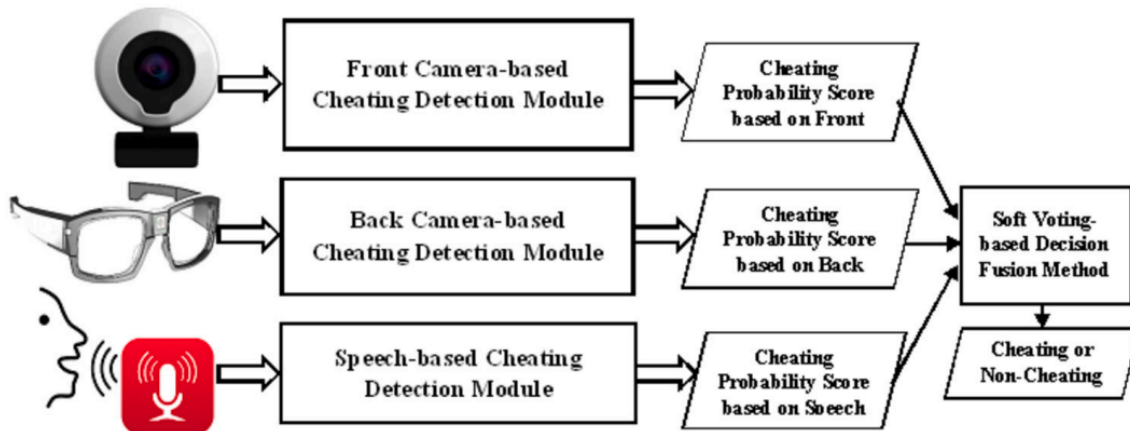 Front Camera-based
Cheating Detection Module
Cheating
Probability Score
based on Front
Back Camera-based
Cheating Detection Module
Cheating
Probability Score
based on Back
Speech-based Cheating
Detection Module
Cheating
Probability Score
based on Speech
Soft Voting-
based Decision
Fusion Method
Cheating or
Non-Cheating